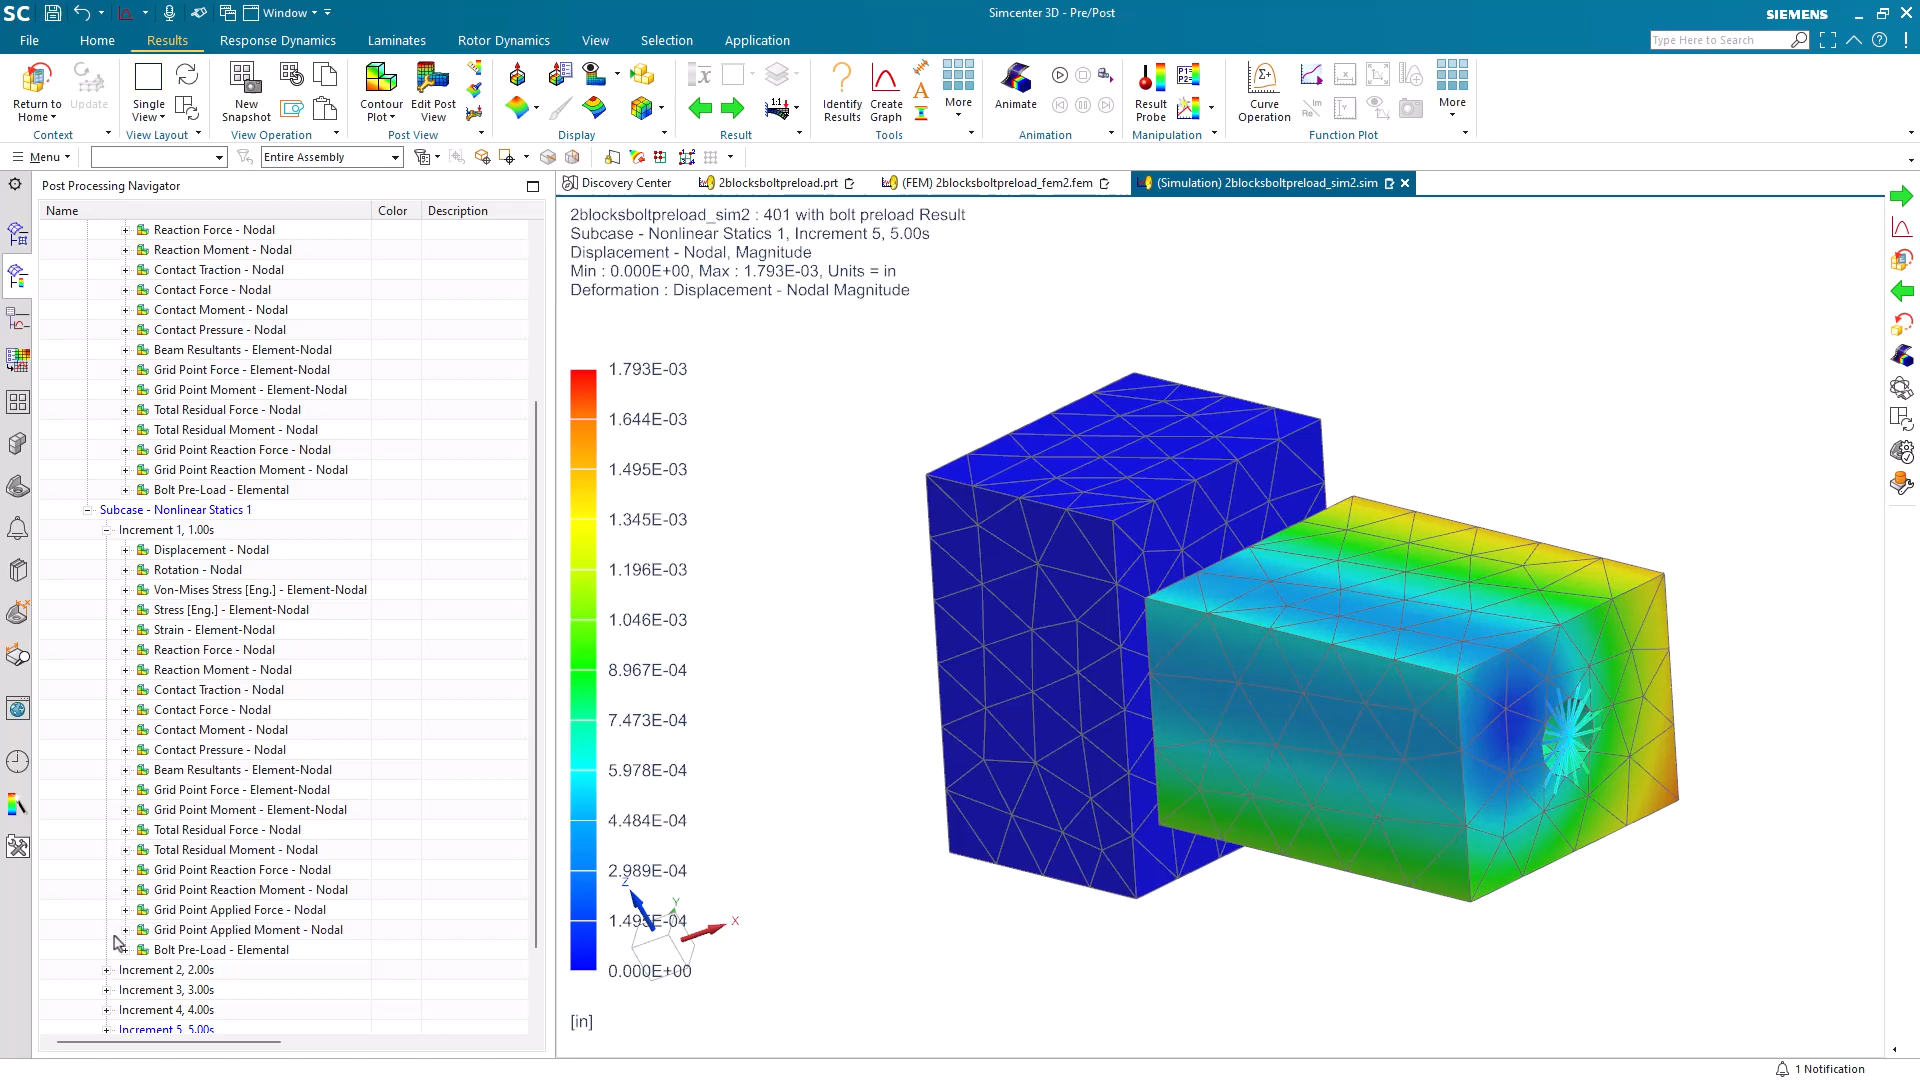 SC
Window
Simcenter 3D - Pre/Post
SIEMENS
File
Home
Results
Response Dynamics
Laminates
Rotor Dynamics
View
Selection
Application
Type Here to Search
Return to Home
Update
Single View
New Snapshot
Contour Plot
Edit Post View
1:1
Identify Results
Create Graph
More
Animate
Result Probe
Curve Operation
More
Context
View Layout
View Operation
Post View
Display
Result
Tools
Animation
Manipulation
Function Plot
Menu
Entire Assembly
Post Processing Navigator
Discovery Center
2blocksboltpreload.prt
(FEM) 2blocksboltpreload_fem2.fem
(Simulation) 2blocksboltpreload_sim2.sim
Name
Color
Description
Reaction Force - Nodal
Reaction Moment - Nodal
Contact Traction - Nodal
Contact Force - Nodal
Contact Moment - Nodal
Contact Pressure - Nodal
Beam Resultants - Element-Nodal
Grid Point Force - Element-Nodal
Grid Point Moment - Element-Nodal
Total Residual Force - Nodal
Total Residual Moment - Nodal
Grid Point Reaction Force - Nodal
Grid Point Reaction Moment - Nodal
Bolt Pre-Load - Elemental
Subcase - Nonlinear Statics 1
Increment 1, 1.00s
Displacement - Nodal
Rotation - Nodal
Von-Mises Stress [Eng.] - Element-Nodal
Stress [Eng.] - Element-Nodal
Strain - Element-Nodal
Reaction Force - Nodal
Reaction Moment - Nodal
Contact Traction - Nodal
Contact Force - Nodal
Contact Moment - Nodal
Contact Pressure - Nodal
Beam Resultants - Element-Nodal
Grid Point Force - Element-Nodal
Grid Point Moment - Element-Nodal
Total Residual Force - Nodal
Total Residual Moment - Nodal
Grid Point Reaction Force - Nodal
Grid Point Reaction Moment - Nodal
Grid Point Applied Force - Nodal
Grid Point Applied Moment - Nodal
Bolt Pre-Load - Elemental
Increment 2, 2.00s
Increment 3, 3.00s
Increment 4, 4.00s
Increment 5, 5.00s
2blocksboltpreload_sim2 : 401 with bolt preload Result
Subcase - Nonlinear Statics 1, Increment 5, 5.00s
Displacement - Nodal, Magnitude
Min : 0.000E+00, Max : 1.793E-03, Units = in
Deformation : Displacement - Nodal Magnitude
1.793E-03
1.644E-03
1.495E-03
1.345E-03
1.196E-03
1.046E-03
8.967E-04
7.473E-04
5.978E-04
4.484E-04
2.989E-04
1.495E-04
0.000E+00
Z
Y
X
[in]
1 Notification